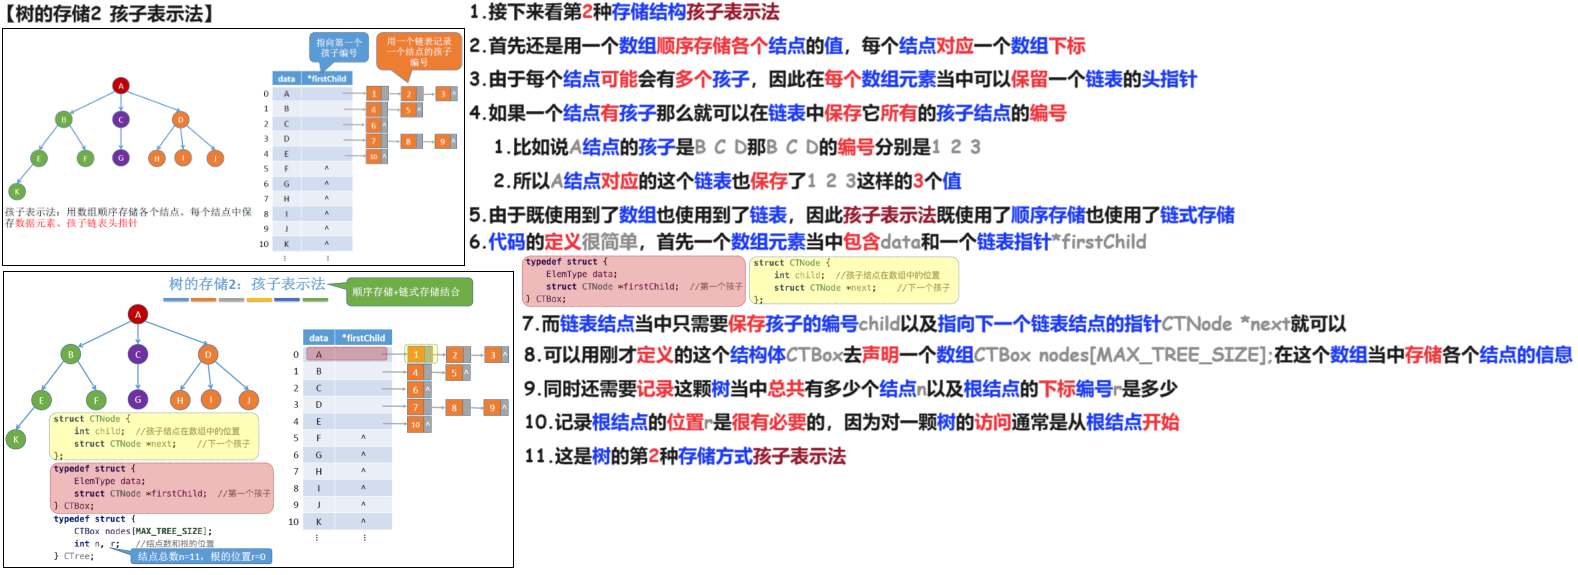 【树的存储2 孩子表示法】
指向第一个
孩子编号
用一个链表记录
一个结点的孩子
编号
data *firstChild
A
B C D
E F G H I J
K
0 A 1 2 3 ^
1 B 4 5 ^
2 C 6 ^
3 D 7 8 9 ^
4 E 10 ^
5 F ^
6 G ^
7 H ^
8 I ^
9 J ^
10 K ^
⋮ ⋮
孩子表示法：用数组顺序存储各个结点。每个结点中保
存数据元素、孩子链表头指针
树的存储2：孩子表示法
顺序存储+链式存储结合
A
B C D
E F G H I J
K
data *firstChild
0 A 1 2 3 ^
1 B 4 5 ^
2 C 6 ^
3 D 7 8 9 ^
4 E 10 ^
5 F ^
6 G ^
7 H ^
8 I ^
9 J ^
10 K ^
⋮ ⋮
struct CTNode {
int child; //孩子结点在数组中的位置
struct CTNode *next; //下一个孩子
};
typedef struct {
ElemType data;
struct CTNode *firstChild; //第一个孩子
} CTBox;
typedef struct {
CTBox nodes[MAX_TREE_SIZE];
int n, r; //结点数和根的位置
} CTree;
结点总数n=11，根的位置r=0
1.接下来看第2种存储结构孩子表示法
2.首先还是用一个数组顺序存储各个结点的值，每个结点对应一个数组下标
3.由于每个结点可能会有多个孩子，因此在每个数组元素当中可以保留一个链表的头指针
4.如果一个结点有孩子那么就可以在链表中保存它所有的孩子结点的编号
1.比如说A结点的孩子是B C D那B C D的编号分别是1 2 3
2.所以A结点对应的这个链表也保存了1 2 3这样的3个值
5.由于既使用到了数组也使用到了链表，因此孩子表示法既使用了顺序存储也使用了链式存储
6.代码的定义很简单，首先一个数组元素当中包含data和一个链表指针*firstChild
typedef struct {
ElemType data;
struct CTNode *firstChild; //第一个孩子
} CTBox;
struct CTNode {
int child; //孩子结点在数组中的位置
struct CTNode *next; //下一个孩子
};
7.而链表结点当中只需要保存孩子的编号child以及指向下一个链表结点的指针CTNode *next就可以
8.可以用刚才定义的这个结构体CTBox去声明一个数组CTBox nodes[MAX_TREE_SIZE];在这个数组当中存储各个结点的信息
9.同时还需要记录这颗树当中总共有多少个结点n以及根结点的下标编号r是多少
10.记录根结点的位置r是很有必要的，因为对一颗树的访问通常是从根结点开始
11.这是树的第2种存储方式孩子表示法